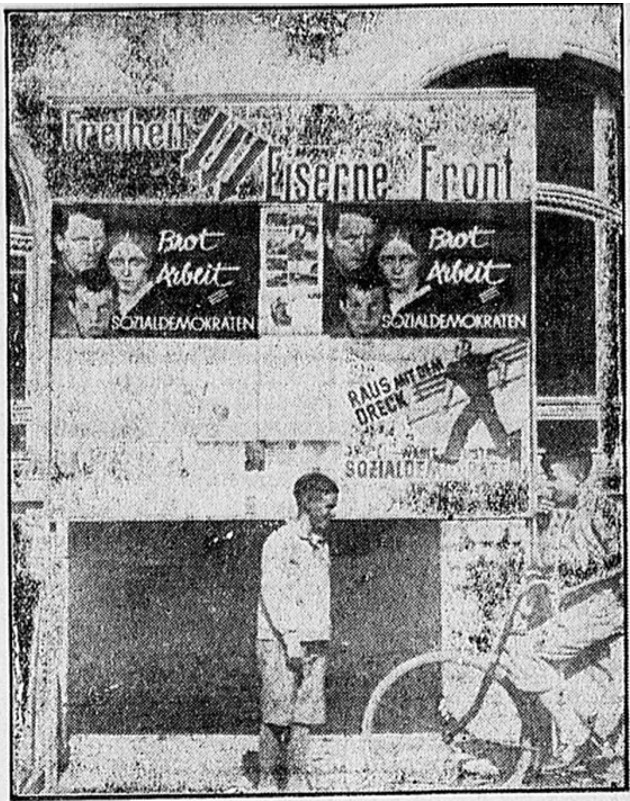 Freiheit
Eiserne Front
Brot
Arbeit
SOZIALDEMOKRATEN
Brot
Arbeit
SOZIALDEMOKRATEN
RAUS MIT DEM
DRECK
SOZIALDEMOKRATEN